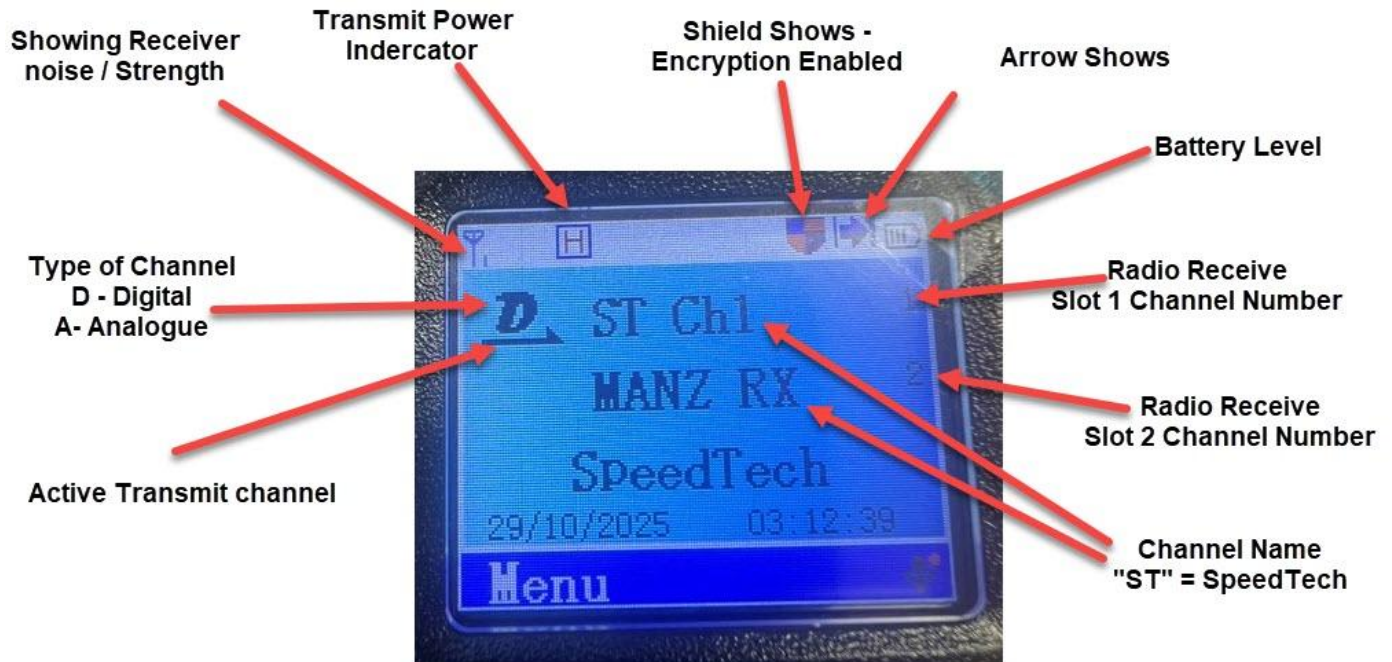 Showing Receiver
noise / Strength
Transmit Power
Indercator
Shield Shows -
Encryption Enabled
Arrow Shows
Battery Level
Type of Channel
D - Digital
A- Analogue
Radio Receive
Slot 1 Channel Number
Radio Receive
Slot 2 Channel Number
Active Transmit channel
Channel Name
"ST" = SpeedTech
H
D ST Ch1
MANZ RX 2
SpeedTech
29/10/2025 03:12:39
Menu